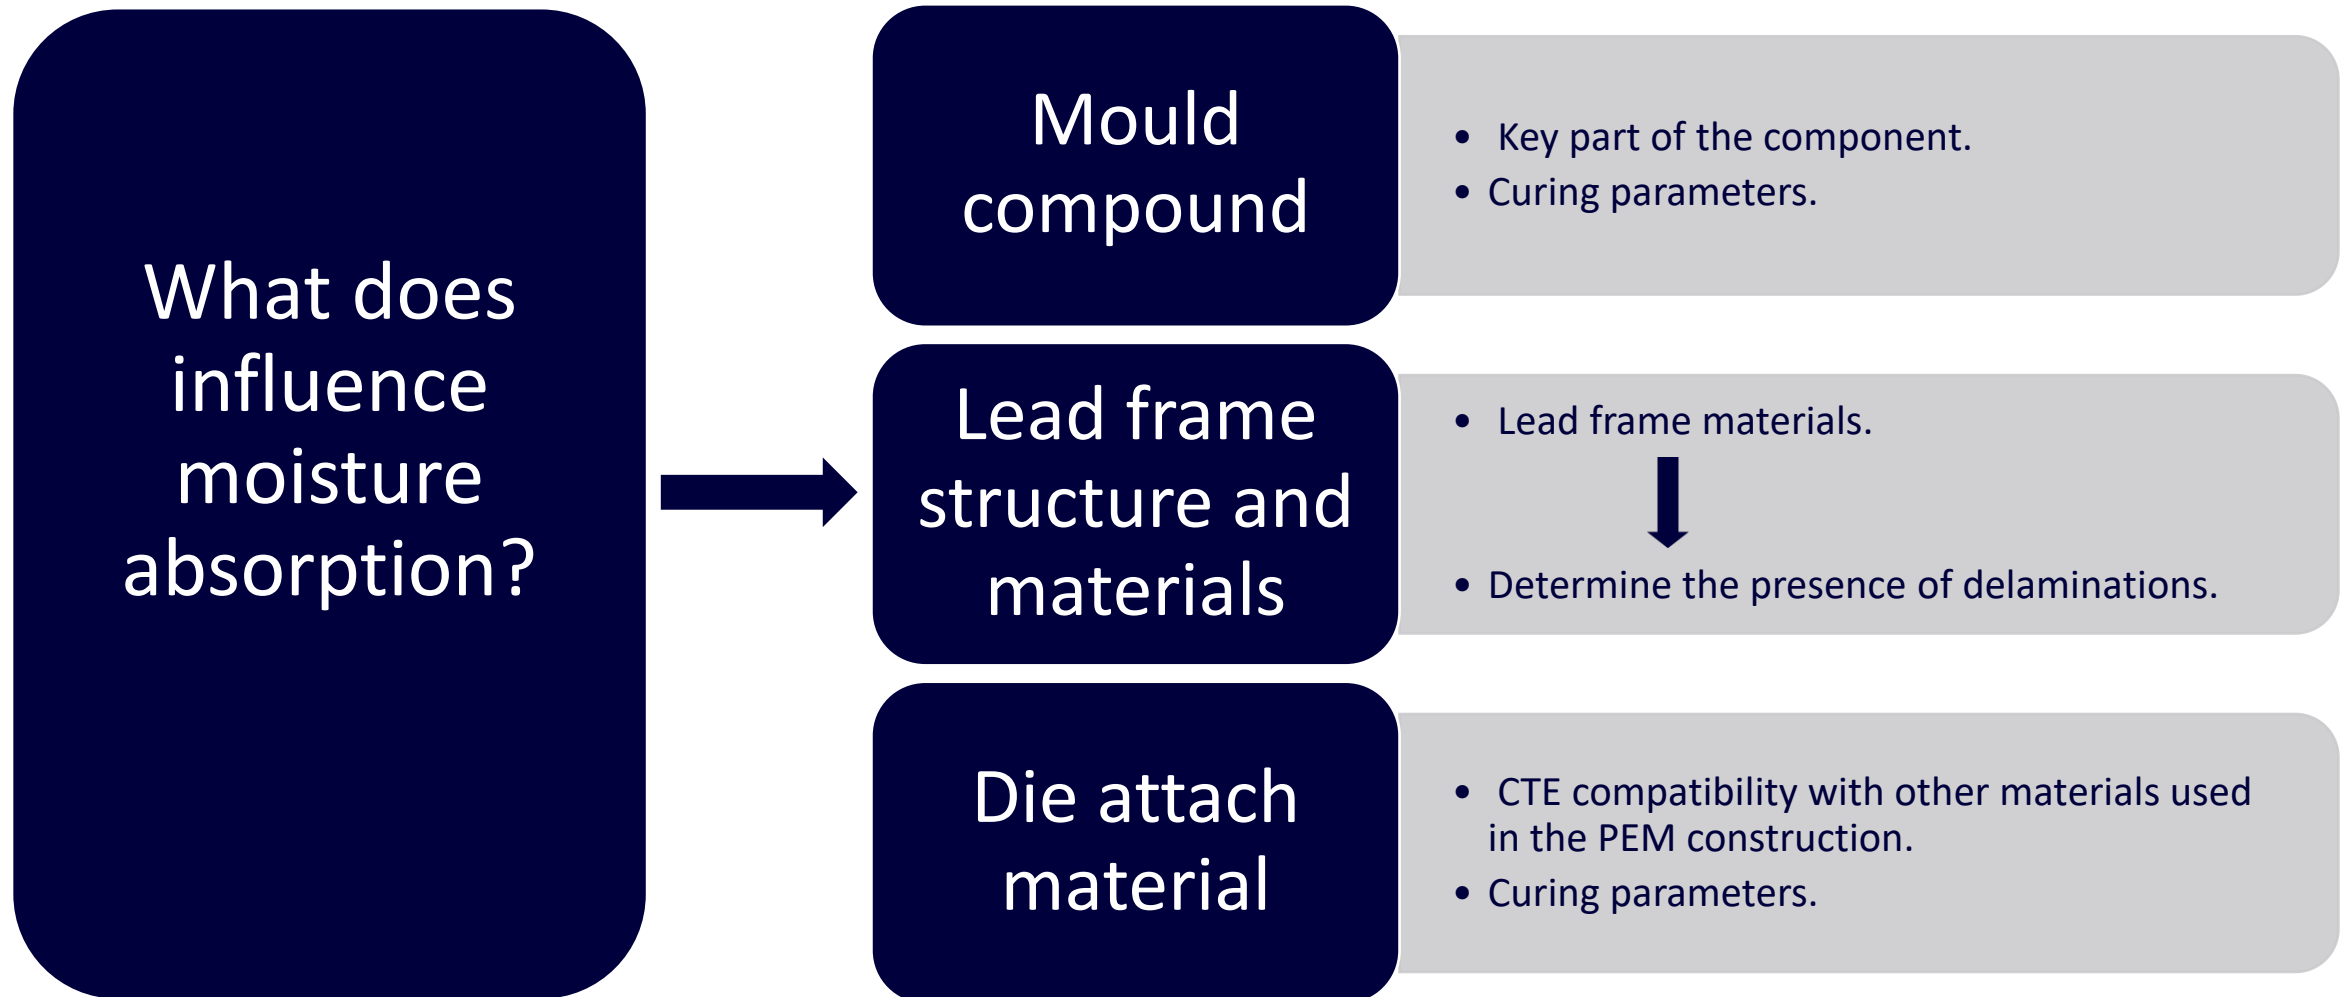 What does
influence
moisture
absorption?
Mould
compound
• Key part of the component.
• Curing parameters.
Lead frame
structure and
materials
• Lead frame materials.
• Determine the presence of delaminations.
Die attach
material
• CTE compatibility with other materials used
in the PEM construction.
• Curing parameters.